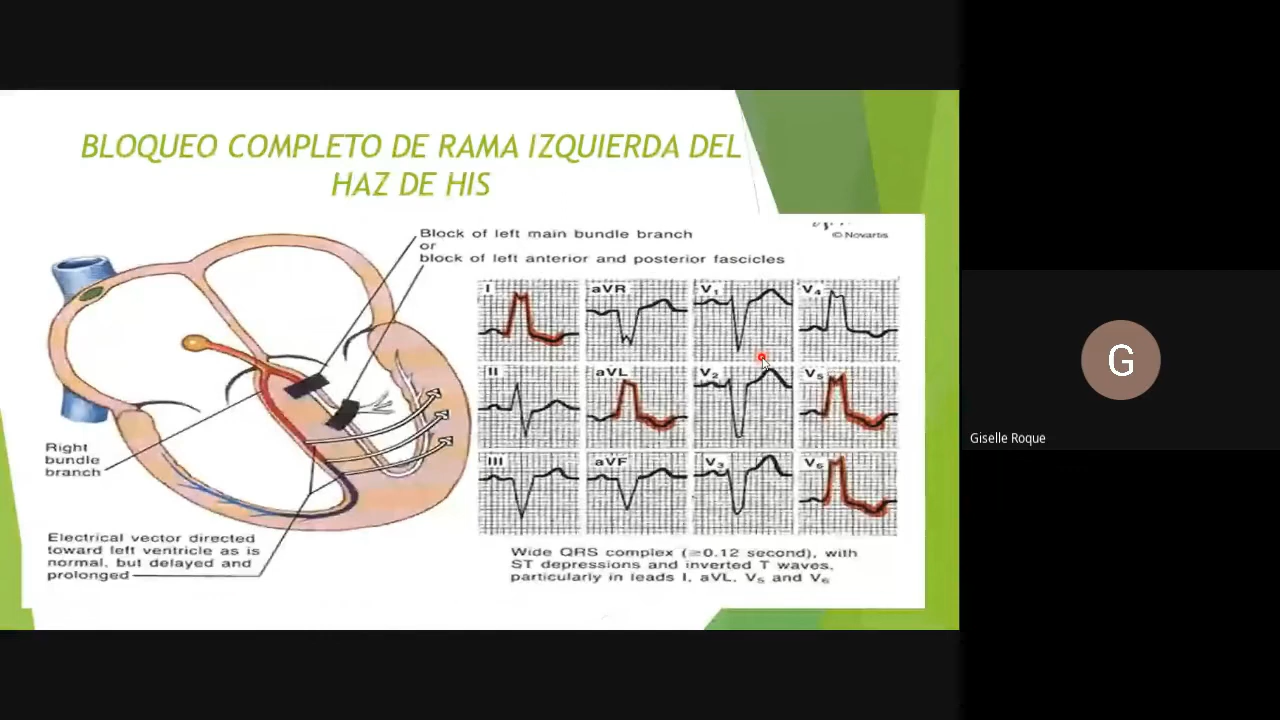 BLOQUEO COMPLETO DE RAMA IZQUIERDA DEL
HAZ DE HIS
Block of left main bundle branch
or
block of left anterior and posterior fascicles
© Novartis
I
aVR
V1
V4
II
aVL
V2
V5
III
aVF
V3
V6
Right
bundle
branch
Electrical vector directed
toward left ventricle as is
normal, but delayed and
prolonged
Wide QRS complex (≥0.12 second), with
ST depressions and inverted T waves,
particularly in leads I, aVL, V5 and V6
G
Giselle Roque